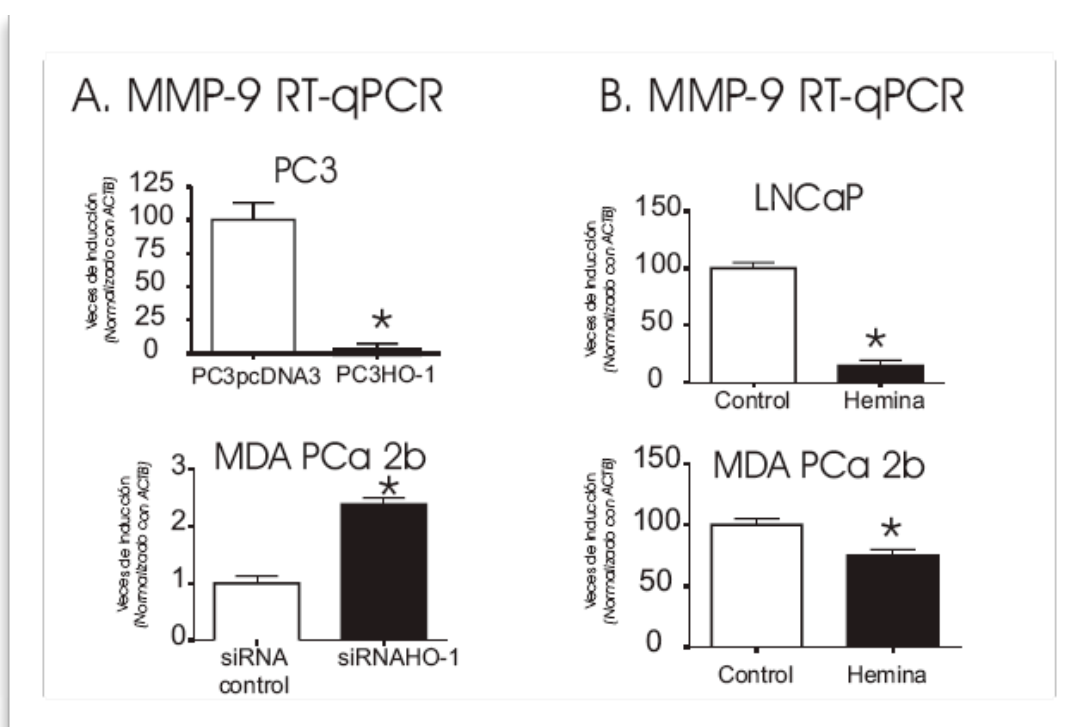 A. MMP-9 RT-qPCR
PC3
Veces de Inducción
(Normalizado con ACTB)
125
100
75
50
25
0
*
PC3pcDNA3 PC3HO-1
MDA PCa 2b
Veces de Inducción
(Normalizado con ACTB)
3
2
1
0
*
siRNA
control
siRNAHO-1
B. MMP-9 RT-qPCR
LNCaP
Veces de Inducción
(Normalizado con ACTB)
150
100
50
0
*
Control Hemina
MDA PCa 2b
Veces de Inducción
(Normalizado con ACTB)
150
100
50
0
*
Control Hemina